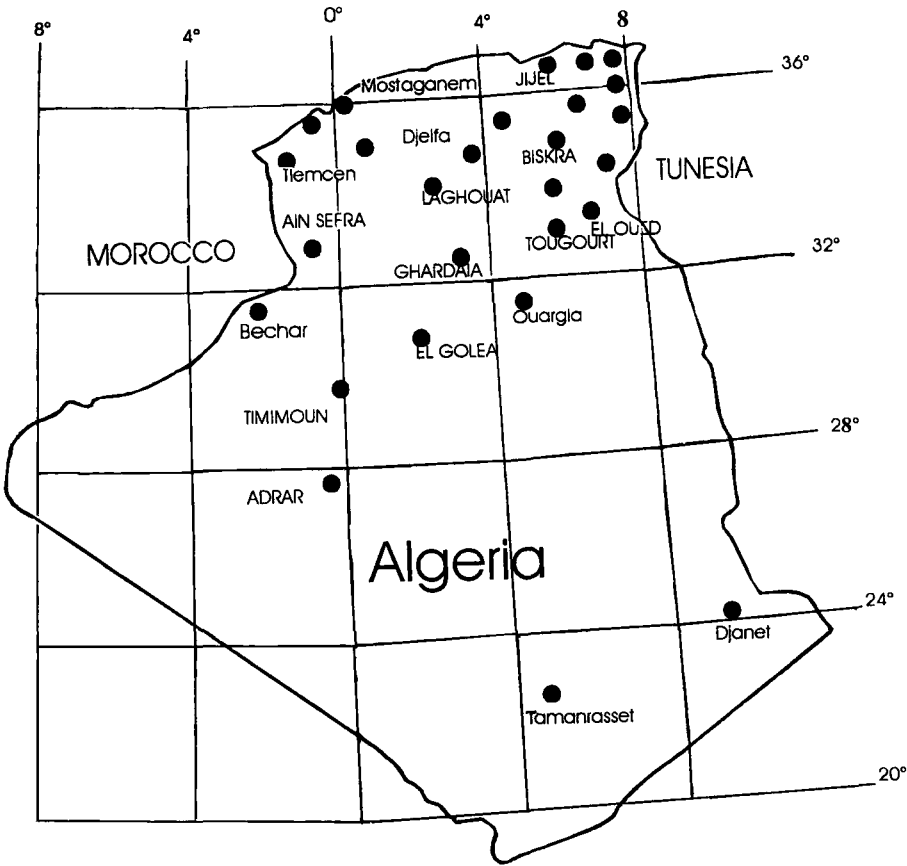 8°
4°
0°
4°
8
36°
Mostaganem
JIJEL
Djelfa
BISKRA
TUNESIA
Tlemcen
LAGHOUAT
AIN SEFRA
EL OUED
TOUGOURT
MOROCCO
32°
GHARDAIA
Ouargla
Bechar
EL GOLEA
TIMIMOUN
28°
ADRAR
Algeria
24°
Djanet
Tamanrasset
20°